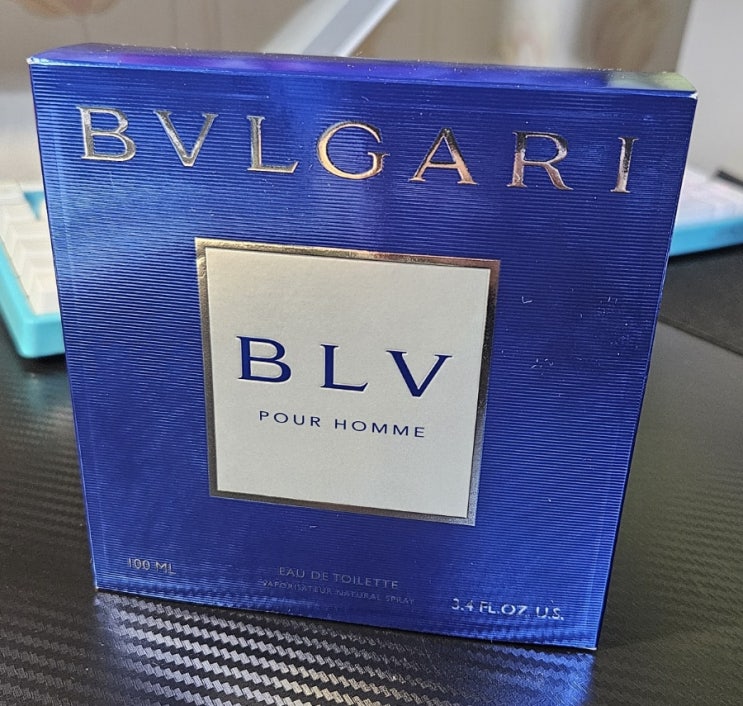 BVLGARI
BLV
POUR HOMME
100 ML
EAU DE TOILETTE
VAPORISATEUR NATURAL SPRAY
3.4 FL.OZ. U.S.